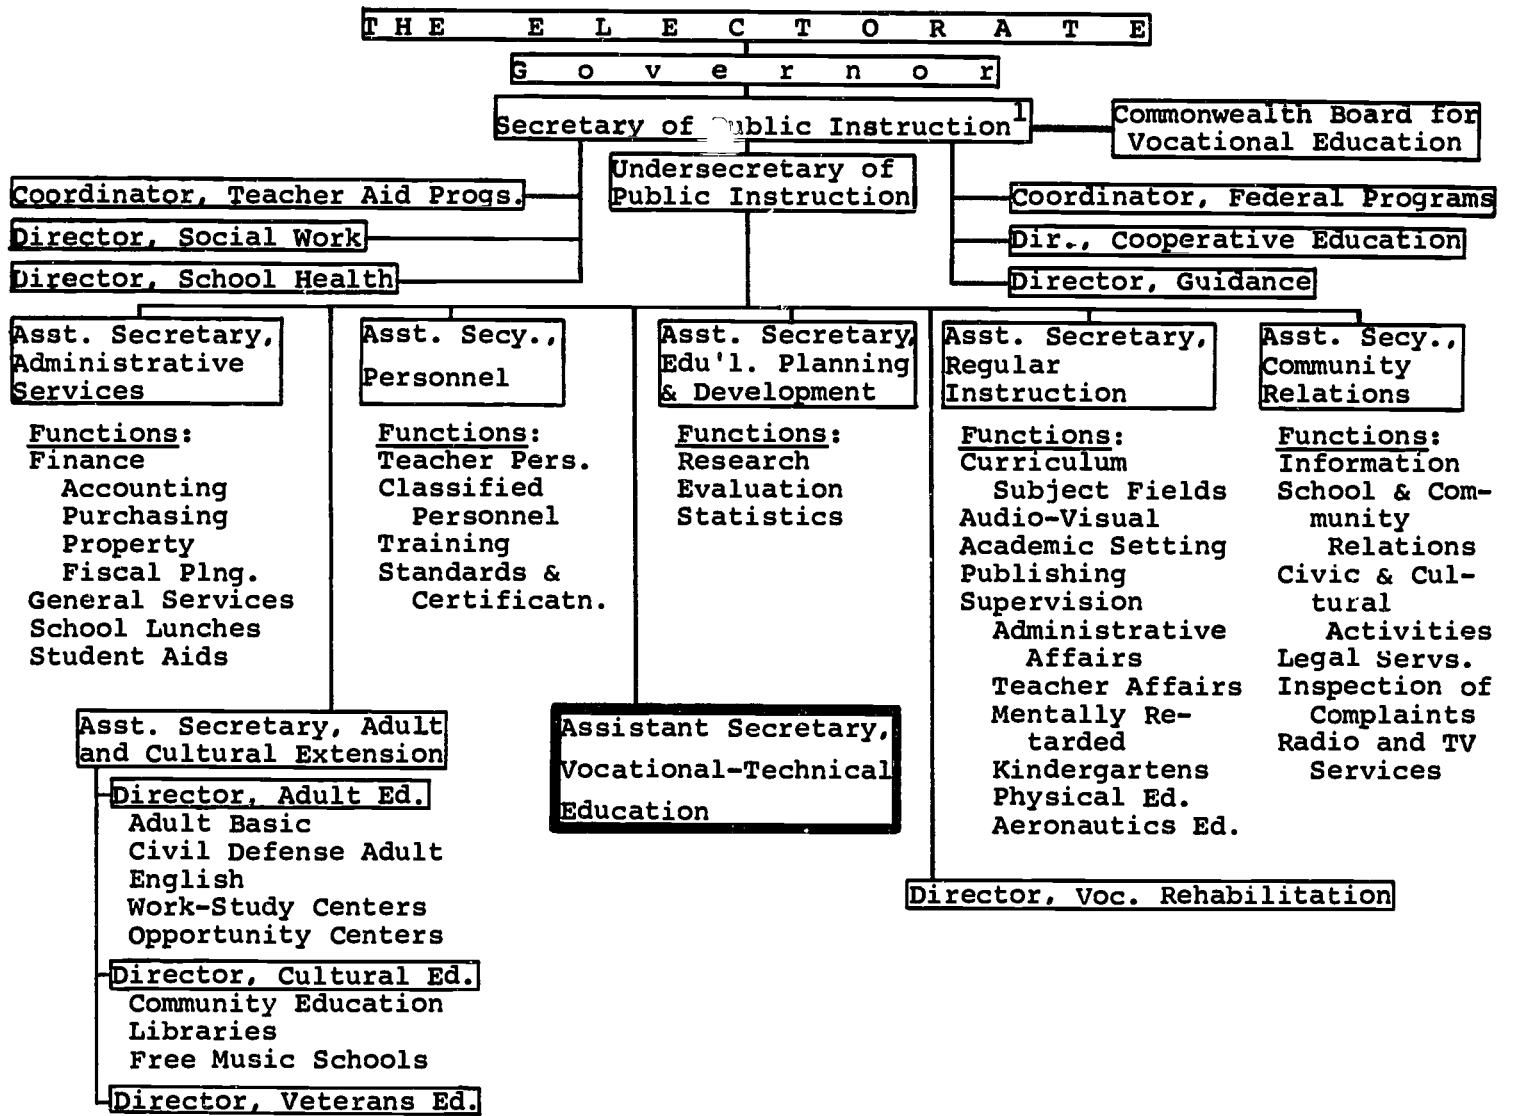 THE ELECTORATE
Governor
Secretary of Public Instruction1
Commonwealth Board for
Vocational Education
Undersecretary of
Public Instruction
Coordinator, Teacher Aid Progs.
Director, Social Work
Director, School Health
Coordinator, Federal Programs
Dir., Cooperative Education
Director, Guidance
Asst. Secretary,
Administrative
Services
Functions:
Finance
Accounting
Purchasing
Property
Fiscal Plng.
General Services
School Lunches
Student Aids
Asst. Secy.,
Personnel
Functions:
Teacher Pers.
Classified
Personnel
Training
Standards &
Certificatn.
Asst. Secretary,
Edu'l. Planning
& Development
Functions:
Research
Evaluation
Statistics
Asst. Secretary,
Regular
Instruction
Functions:
Curriculum
Subject Fields
Audio-Visual
Academic Setting
Publishing
Supervision
Administrative
Affairs
Teacher Affairs
Mentally Re-
tarded
Kindergartens
Physical Ed.
Aeronautics Ed.
Asst. Secy.,
Community
Relations
Functions:
Information
School & Com-
munity
Relations
Civic & Cul-
tural
Activities
Legal Servs.
Inspection of
Complaints
Radio and TV
Services
Asst. Secretary, Adult
and Cultural Extension
Director, Adult Ed.
Adult Basic
Civil Defense Adult
English
Work-Study Centers
Opportunity Centers
Director, Cultural Ed.
Community Education
Libraries
Free Music Schools
Director, Veterans Ed.
Assistant Secretary,
Vocational-Technical
Education
Director, Voc. Rehabilitation